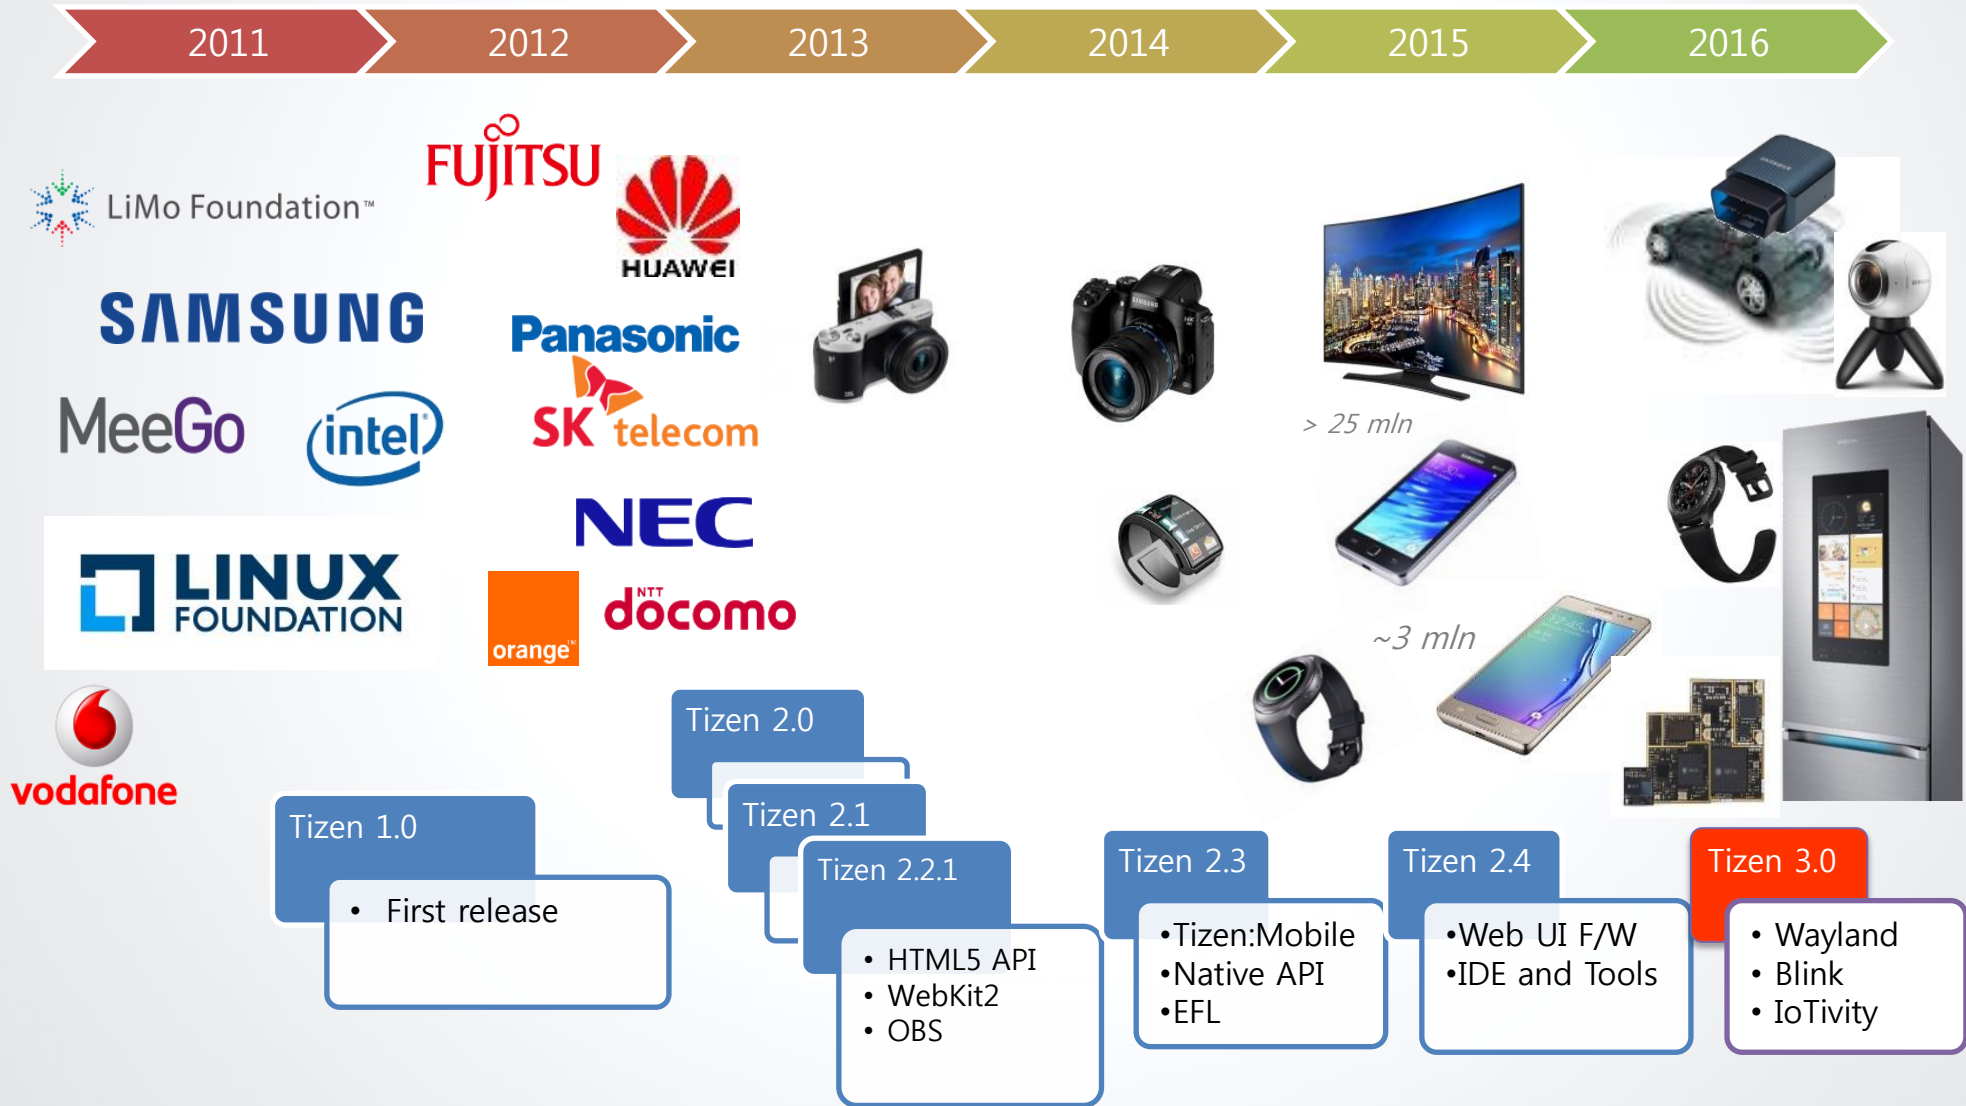 2011
2012
2013
2014
2015
2016
LiMo Foundation™
SAMSUNG
MeeGo
intel®
LINUX
FOUNDATION
vodafone
FUJITSU
HUAWEI
Panasonic
SK telecom
NEC
orange™
NTT
docomo
SAMSUNG
> 25 mln
~3 mln
Tizen 1.0
• First release
Tizen 2.0
Tizen 2.1
Tizen 2.2.1
• HTML5 API
• WebKit2
• OBS
Tizen 2.3
•Tizen:Mobile
•Native API
•EFL
Tizen 2.4
•Web UI F/W
•IDE and Tools
Tizen 3.0
• Wayland
• Blink
• IoTivity